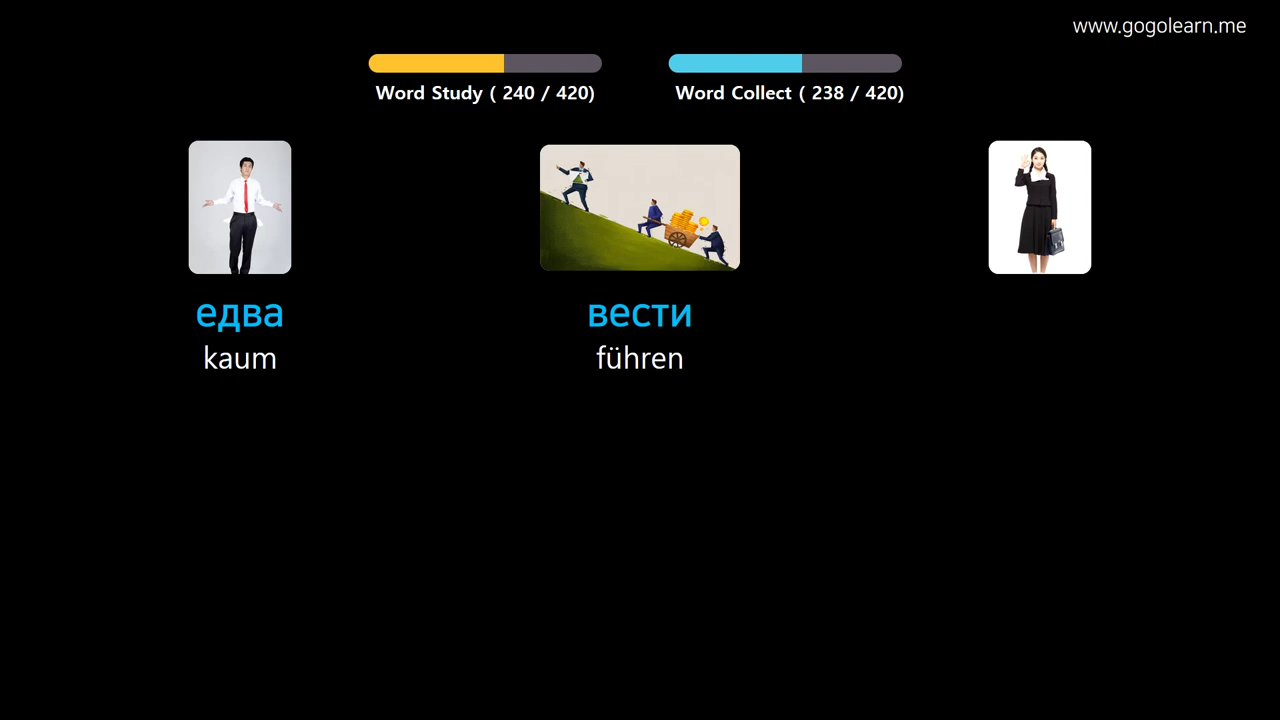 www.gogolearn.me
Word Study ( 240 / 420)
Word Collect ( 238 / 420)
едва
kaum
вести
führen